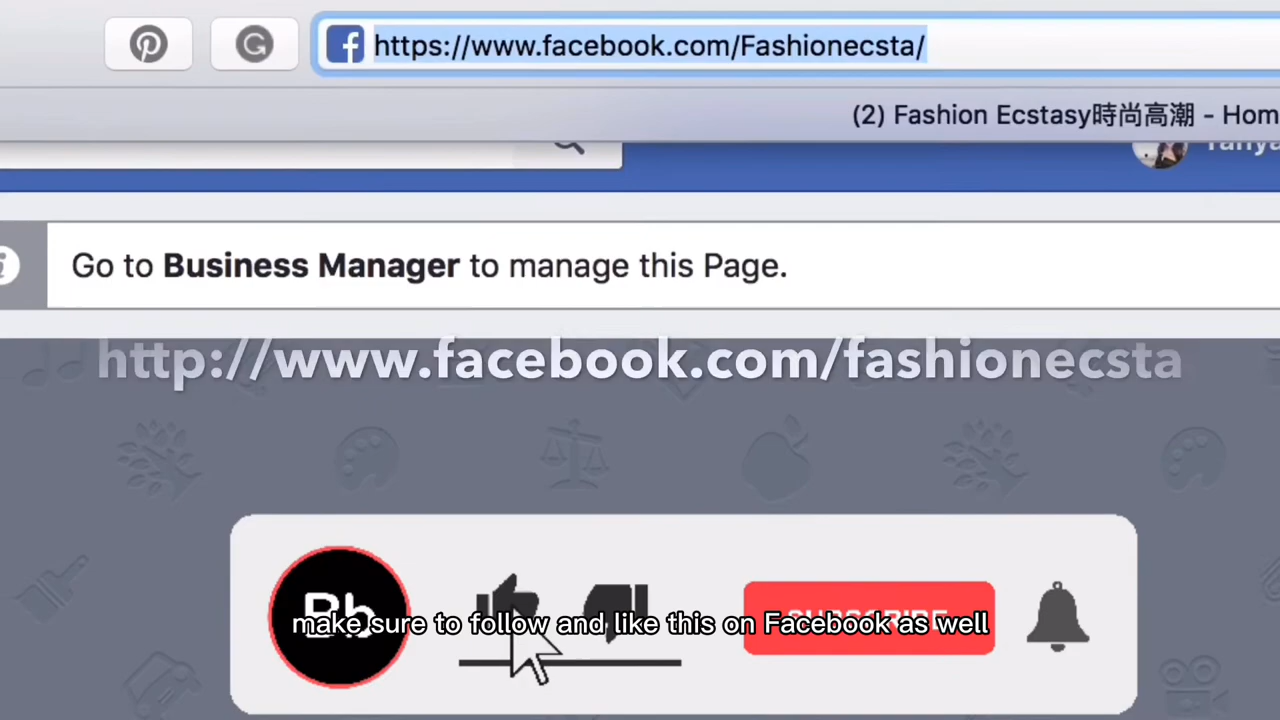 https://www.facebook.com/Fashionecsta/
(2) Fashion Ecstasy時尚高潮 - Hom
Go to Business Manager to manage this Page.
http://www.facebook.com/fashionecsta
Bb
SUBSCRIBE
make sure to follow and like this on Facebook as well